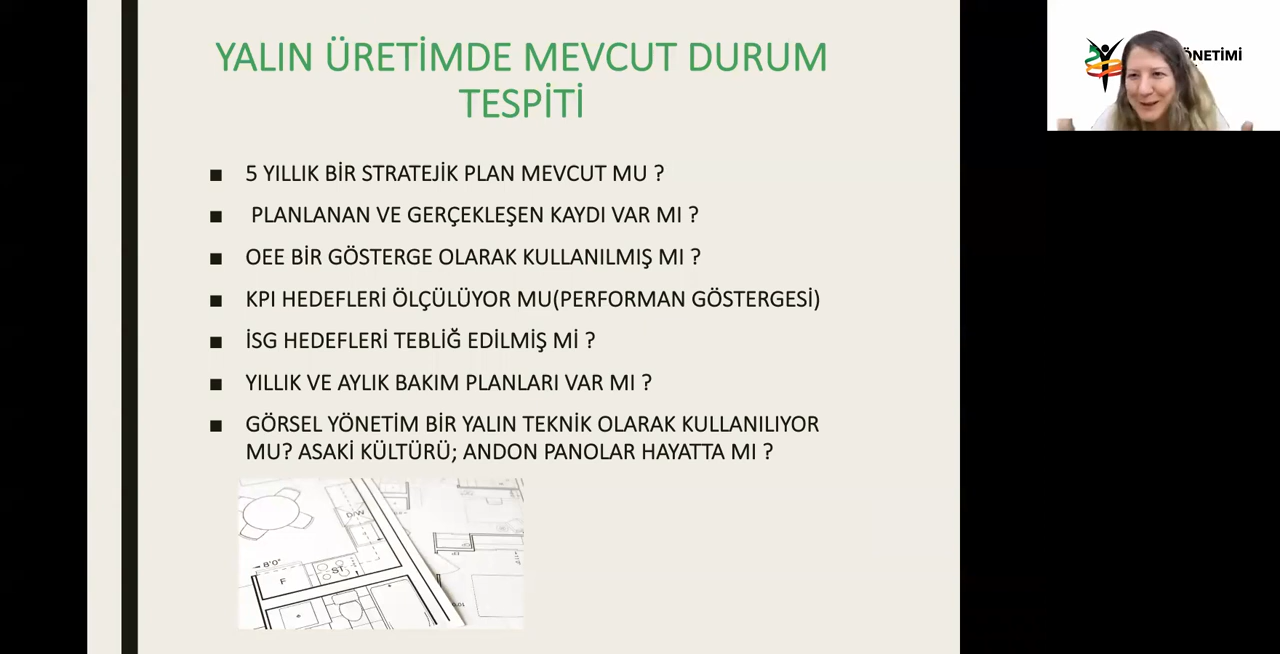 YALIN ÜRETİMDE MEVCUT DURUM
TESPİTİ
5 YILLIK BİR STRATEJİK PLAN MEVCUT MU ?
PLANLANAN VE GERÇEKLEŞEN KAYDI VAR MI ?
OEE BİR GÖSTERGE OLARAK KULLANILMIŞ MI ?
KPI HEDEFLERİ ÖLÇÜLÜYOR MU(PERFORMAN GÖSTERGESİ)
İSG HEDEFLERİ TEBLİĞ EDİLMİŞ Mİ ?
YILLIK VE AYLIK BAKIM PLANLARI VAR MI ?
GÖRSEL YÖNETİM BİR YALIN TEKNİK OLARAK KULLANILIYOR
MU? ASAKİ KÜLTÜRÜ; ANDON PANOLAR HAYATTA MI ?
D/W
8'0"
ST
F